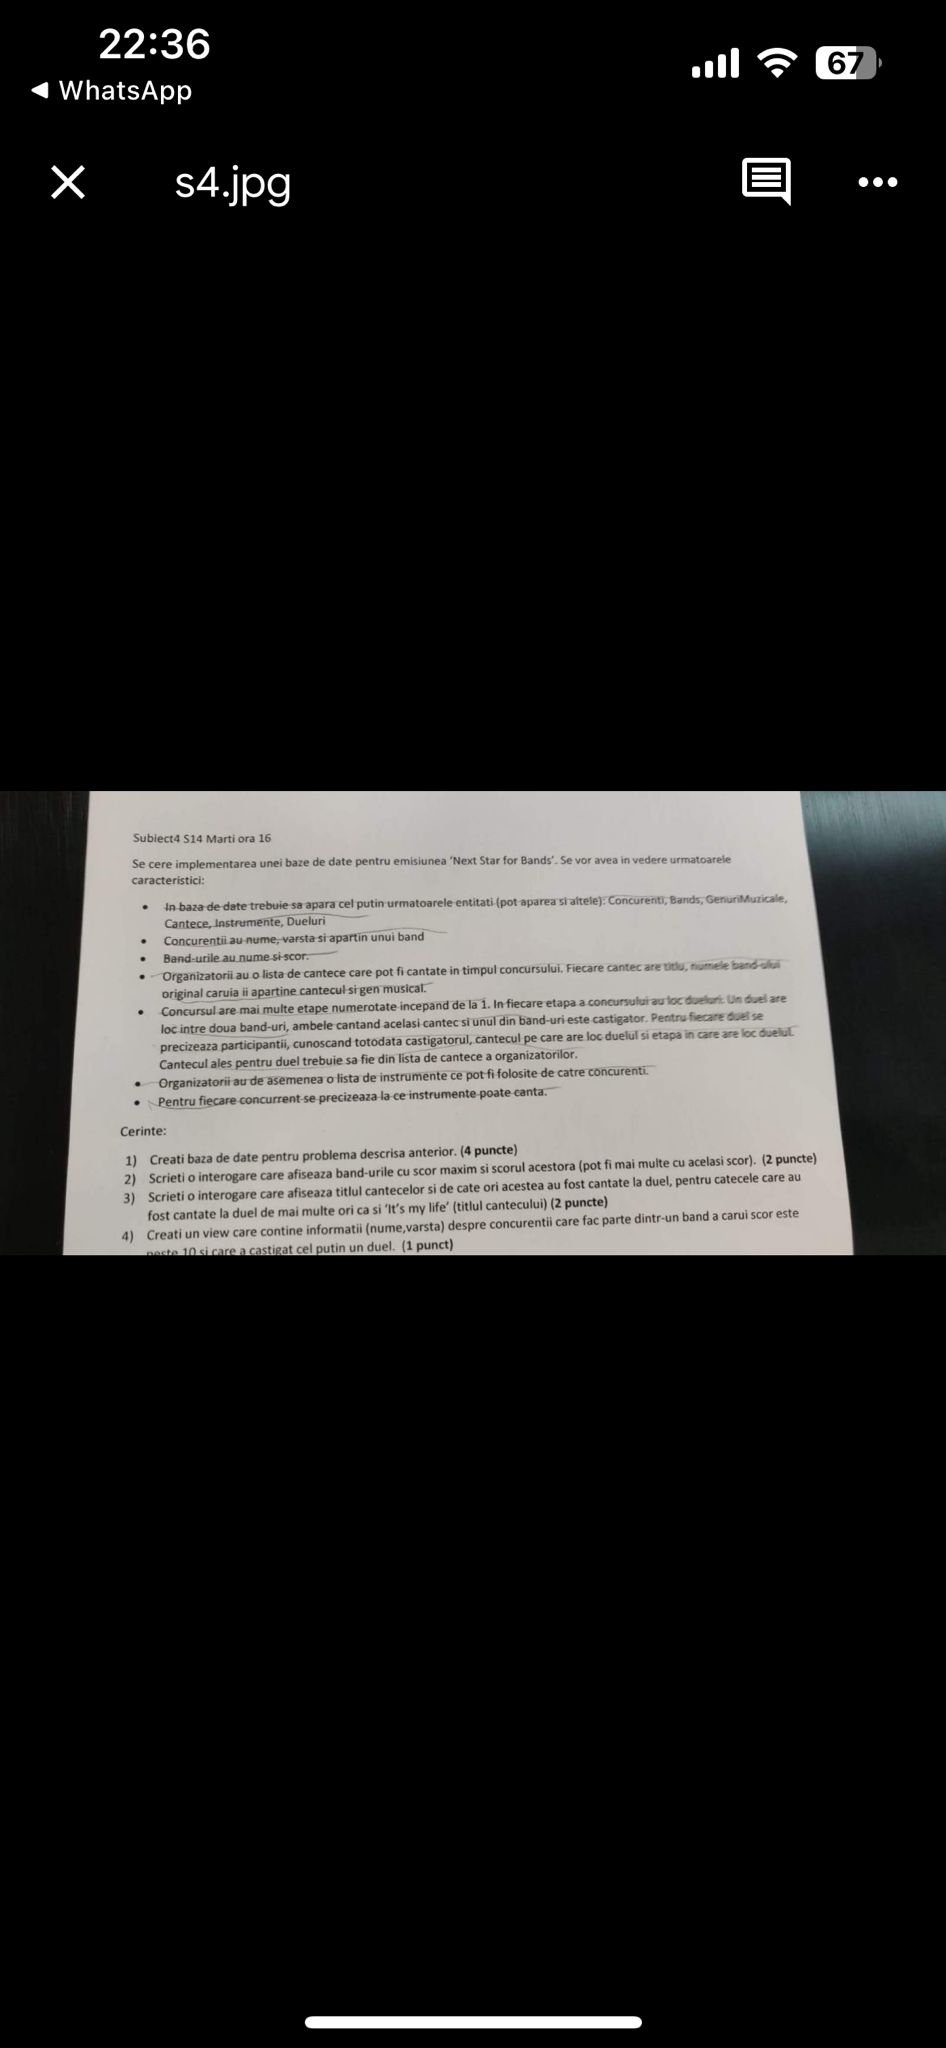 22:36
WhatsApp
67
s4.jpg
Subiect4 S14 Marti ora 16
Se cere implementarea unei baze de date pentru emisiunea ‘Next Star for Bands’. Se vor avea in vedere urmatoarele
caracteristici:
• In baza de date trebuie sa apara cel putin urmatoarele entitati (pot aparea si altele): Concurenti, Bands, GenuriMuzicale,
Cantece, Instrumente, Dueluri
• Concurentii au nume, varsta si apartin unui band
• Band-urile au nume si scor.
• Organizatorii au o lista de cantece care pot fi cantate in timpul concursului. Fiecare cantec are titlu, numele band-ului
original caruia ii apartine cantecul si gen musical.
• Concursul are mai multe etape numerotate incepand de la 1. In fiecare etapa a concursului au loc dueluri. Un duel are
loc intre doua band-uri, ambele cantand acelasi cantec si unul din band-uri este castigator. Pentru fiecare duel se
precizeaza participantii, cunoscand totodata castigatorul, cantecul pe care are loc duelul si etapa in care are loc duelul.
Cantecul ales pentru duel trebuie sa fie din lista de cantece a organizatorilor.
• Organizatorii au de asemenea o lista de instrumente ce pot fi folosite de catre concurenti.
• Pentru fiecare concurrent se precizeaza la ce instrumente poate canta.
Cerinte:
1) Creati baza de date pentru problema descrisa anterior. (4 puncte)
2) Scrieti o interogare care afiseaza band-urile cu scor maxim si scorul acestora (pot fi mai multe cu acelasi scor). (2 puncte)
3) Scrieti o interogare care afiseaza titlul cantecelor si de cate ori acestea au fost cantate la duel, pentru catecele care au
fost cantate la duel de mai multe ori ca si ‘It’s my life’ (titlul cantecului) (2 puncte)
4) Creati un view care contine informatii (nume,varsta) despre concurentii care fac parte dintr-un band a carui scor este
peste 10 si care a castigat cel putin un duel. (1 punct)